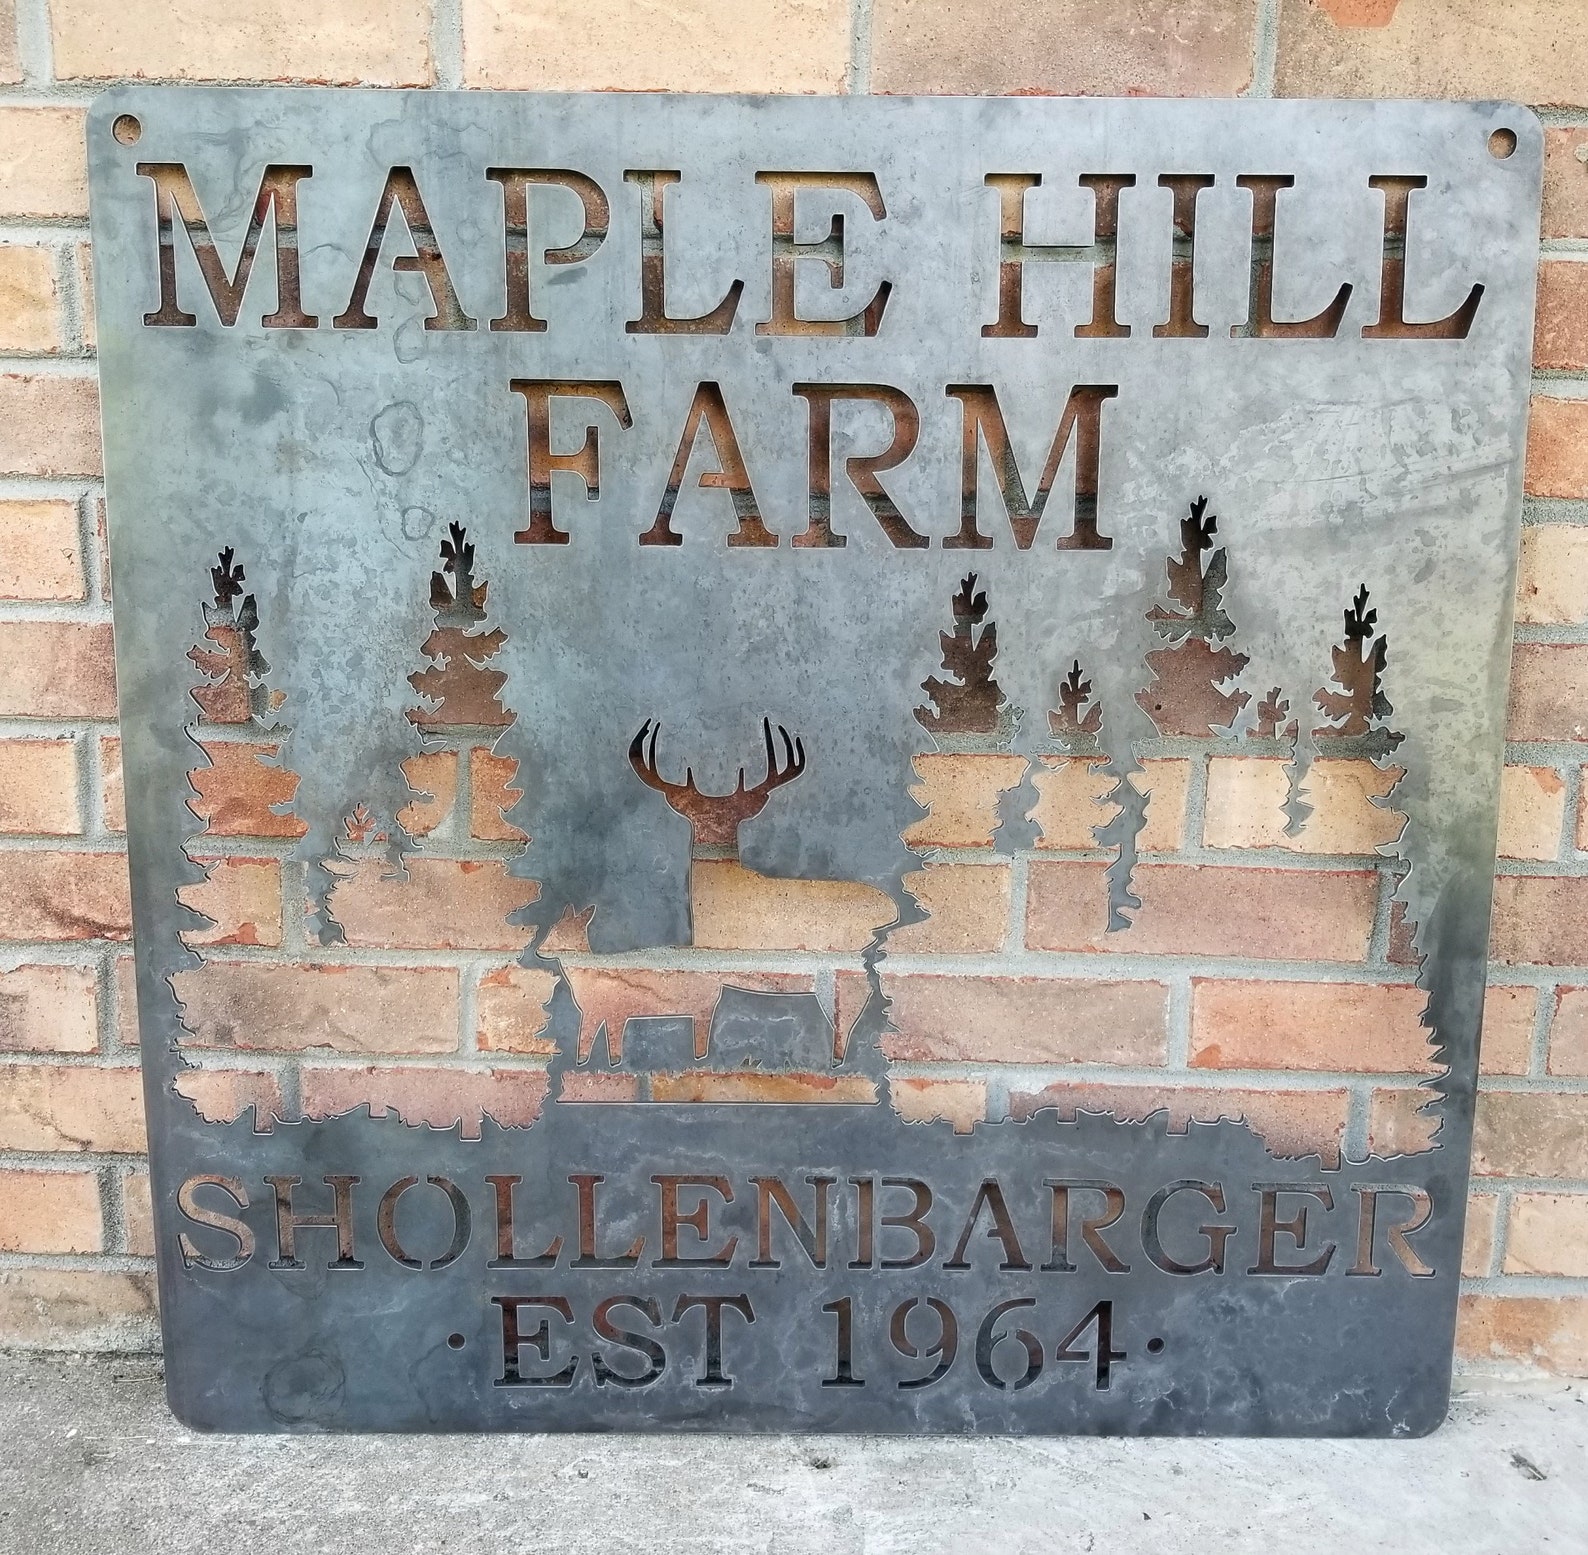 MAPLE HILL
FARM
SHOLLENBARGER
·EST 1964·